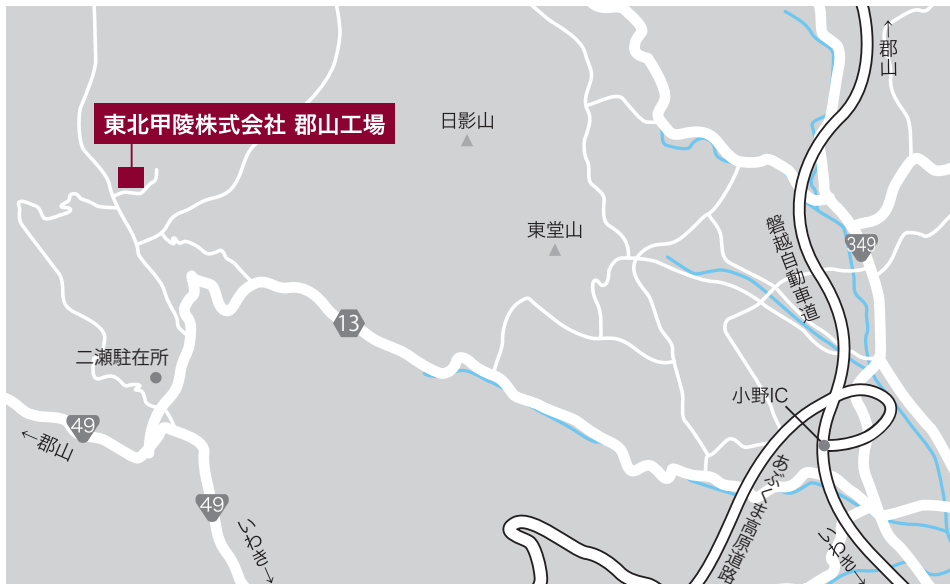 ←郡山
東北甲陵株式会社 郡山工場
日影山
東堂山
磐越自動車道
349
13
二瀬駐在所
小野IC
49
←郡山
あぶくま高原道路
49
いわき→
いわき→